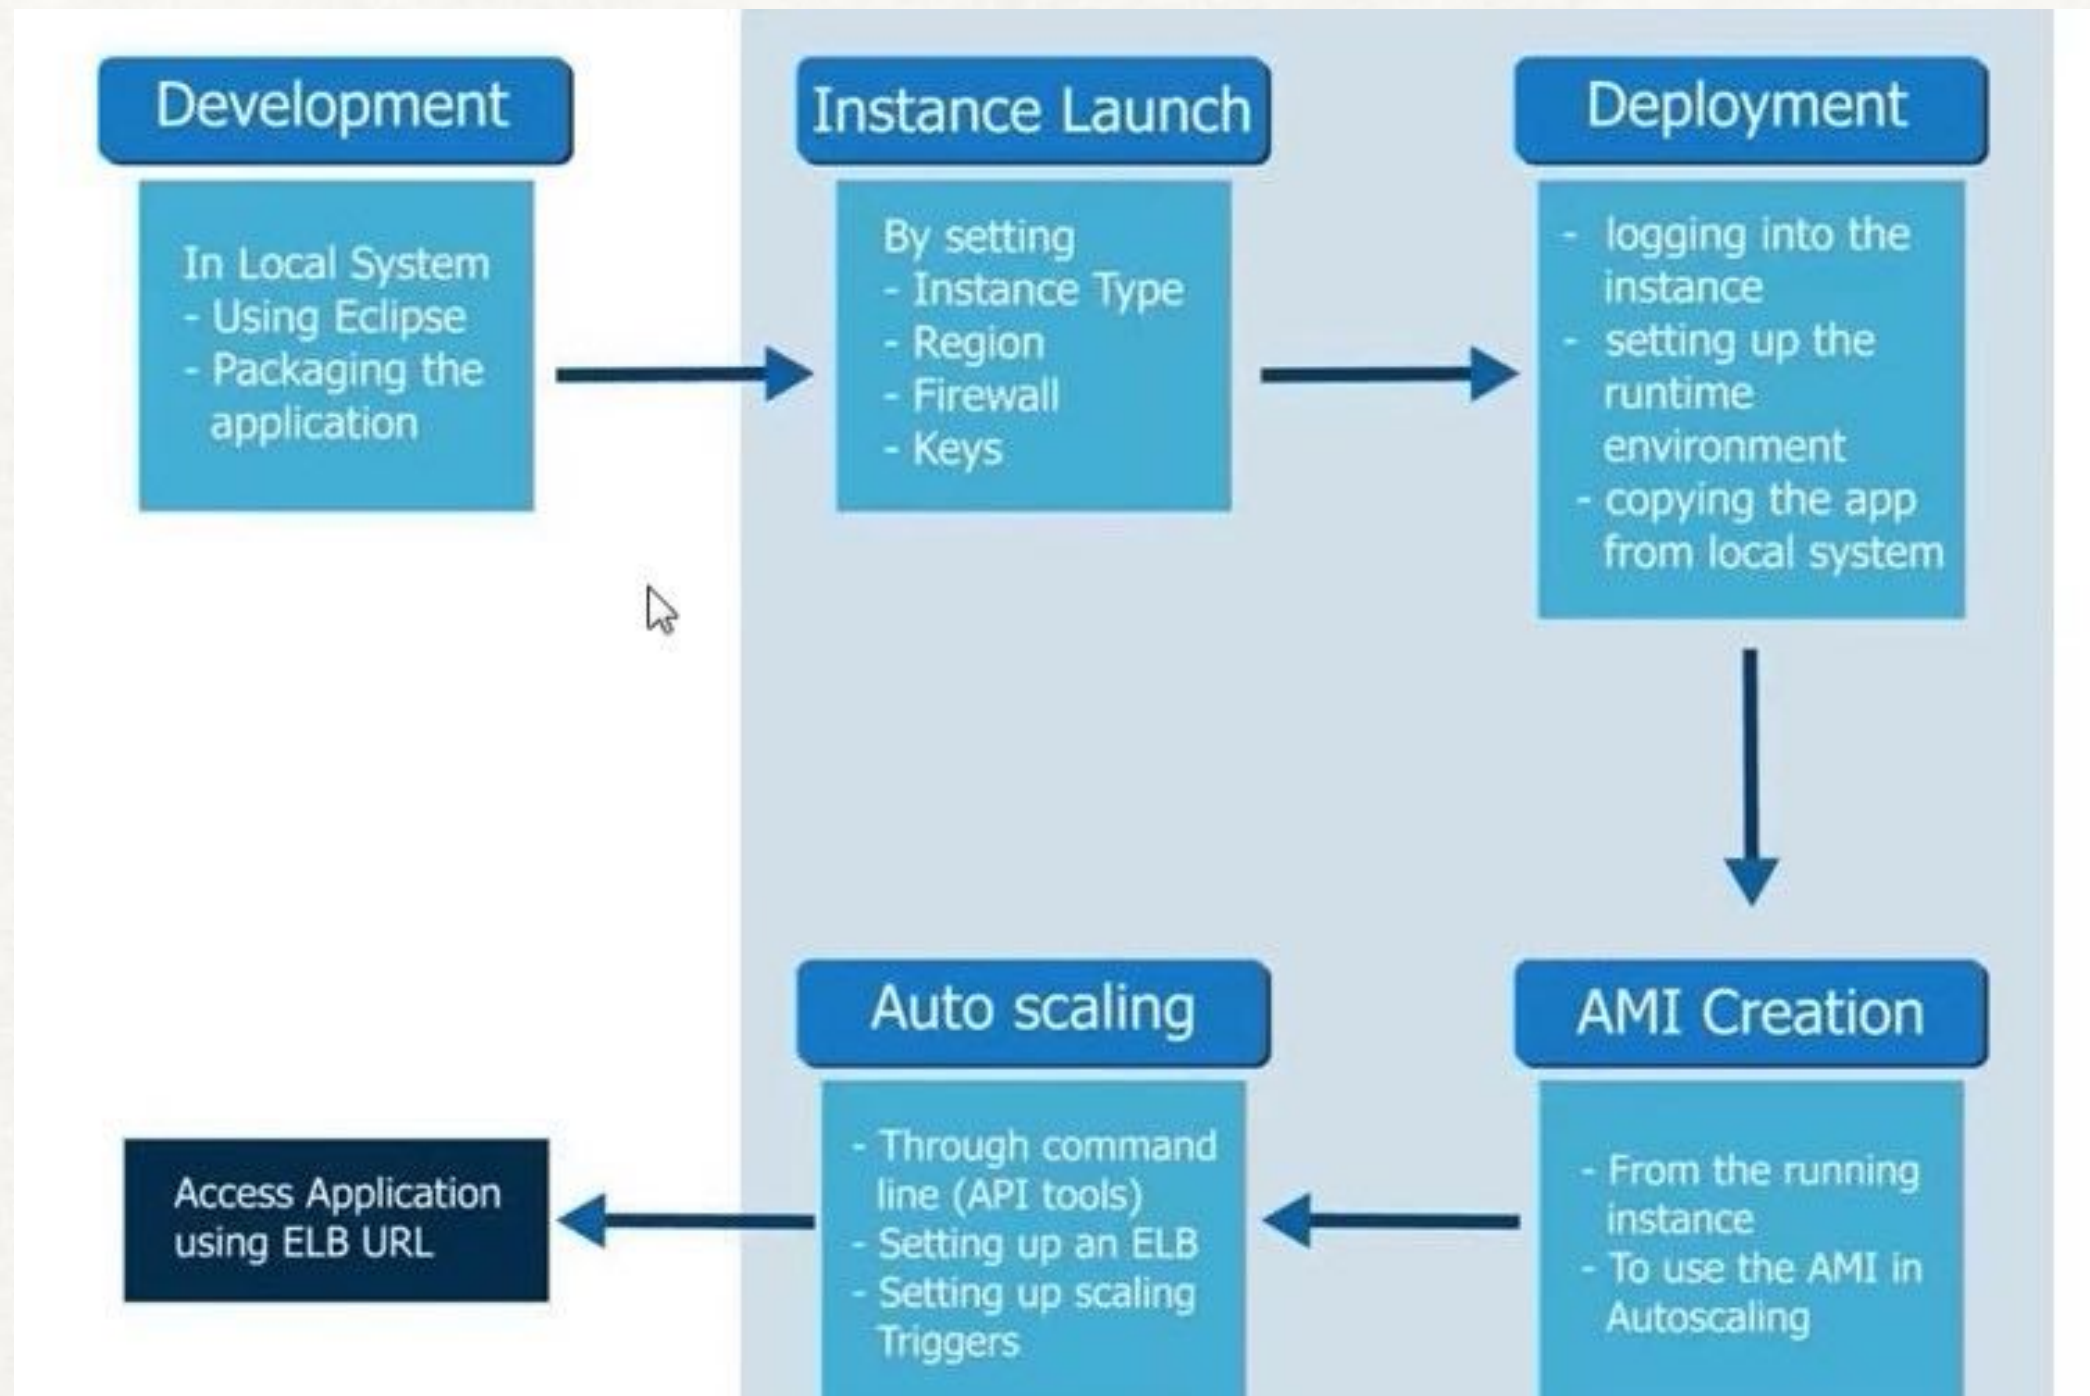 Development
In Local System
- Using Eclipse
- Packaging the
application
Instance Launch
By setting
- Instance Type
- Region
- Firewall
- Keys
Deployment
- logging into the
instance
- setting up the
runtime
environment
- copying the app
from local system
AMI Creation
- From the running
instance
- To use the AMI in
Autoscaling
Auto scaling
- Through command
line (API tools)
- Setting up an ELB
- Setting up scaling
Triggers
Access Application
using ELB URL